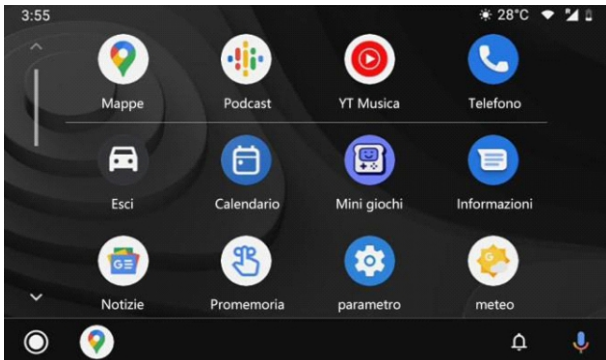 3:55 28°C
Mappe Podcast YT Musica Telefono
Esci Calendario Mini giochi Informazioni
Notizie Promemoria parametro meteo